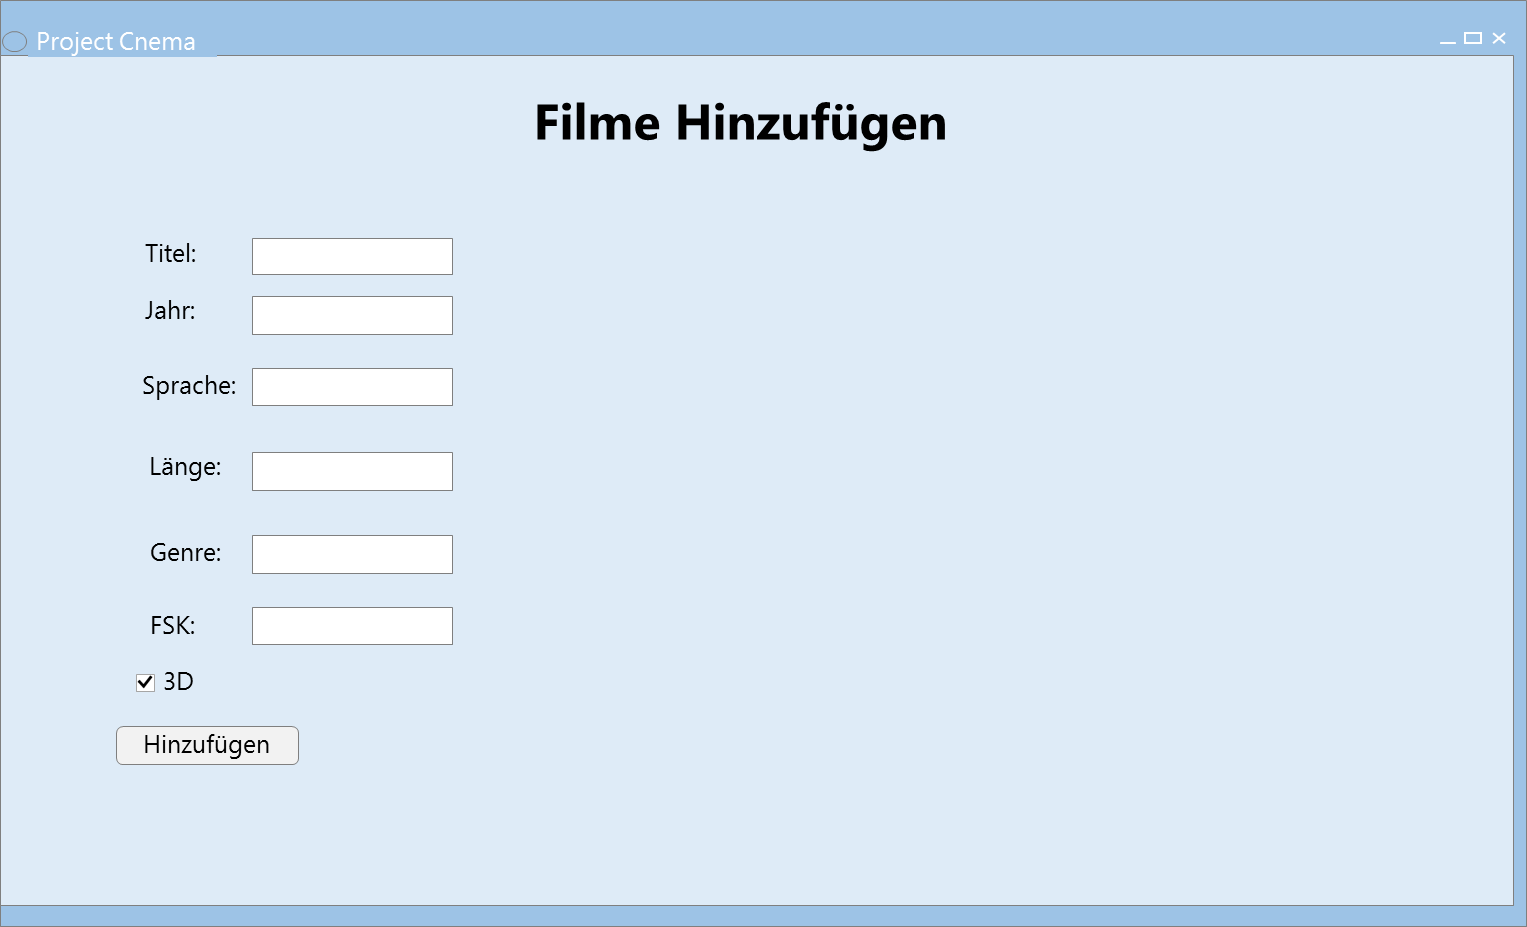 Project Cnema
Filme Hinzufügen
Titel:
Jahr:
Sprache:
Länge:
Genre:
FSK:
3D
Hinzufügen